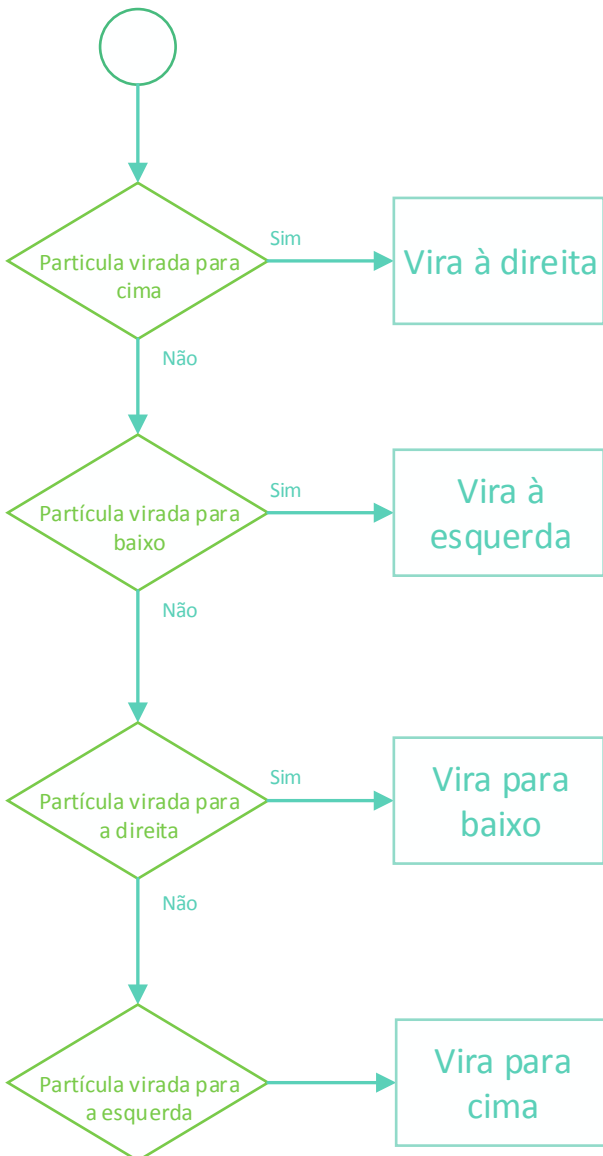 Particula virada para
cima
Sim
Vira à direita
Não
Partícula virada para
baixo
Sim
Vira à
esquerda
Não
Partícula virada para
a direita
Sim
Vira para
baixo
Não
Partícula virada para
a esquerda
Vira para
cima